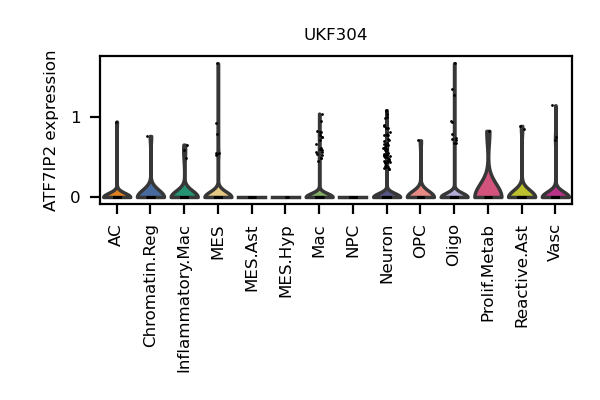 UKF304
ATF7IP2 expression
1
0
AC
Chromatin.Reg
Inflammatory.Mac
MES
MES.Ast
MES.Hyp
Mac
NPC
Neuron
OPC
Oligo
Prolif.Metab
Reactive.Ast
Vasc